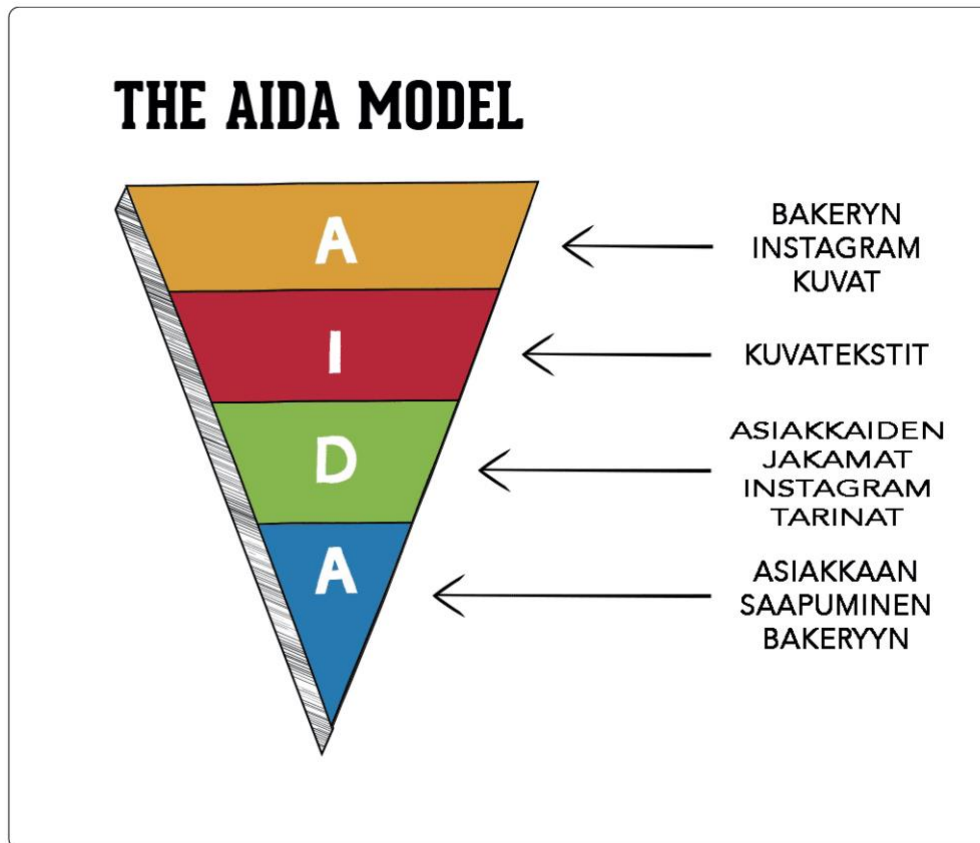 THE AIDA MODEL
A
BAKERYN
INSTAGRAM
KUVAT
I
KUVATEKSTIT
D
ASIAKKAIDEN
JAKAMAT
INSTAGRAM
TARINAT
A
ASIAKKAAN
SAAPUMINEN
BAKERYYN